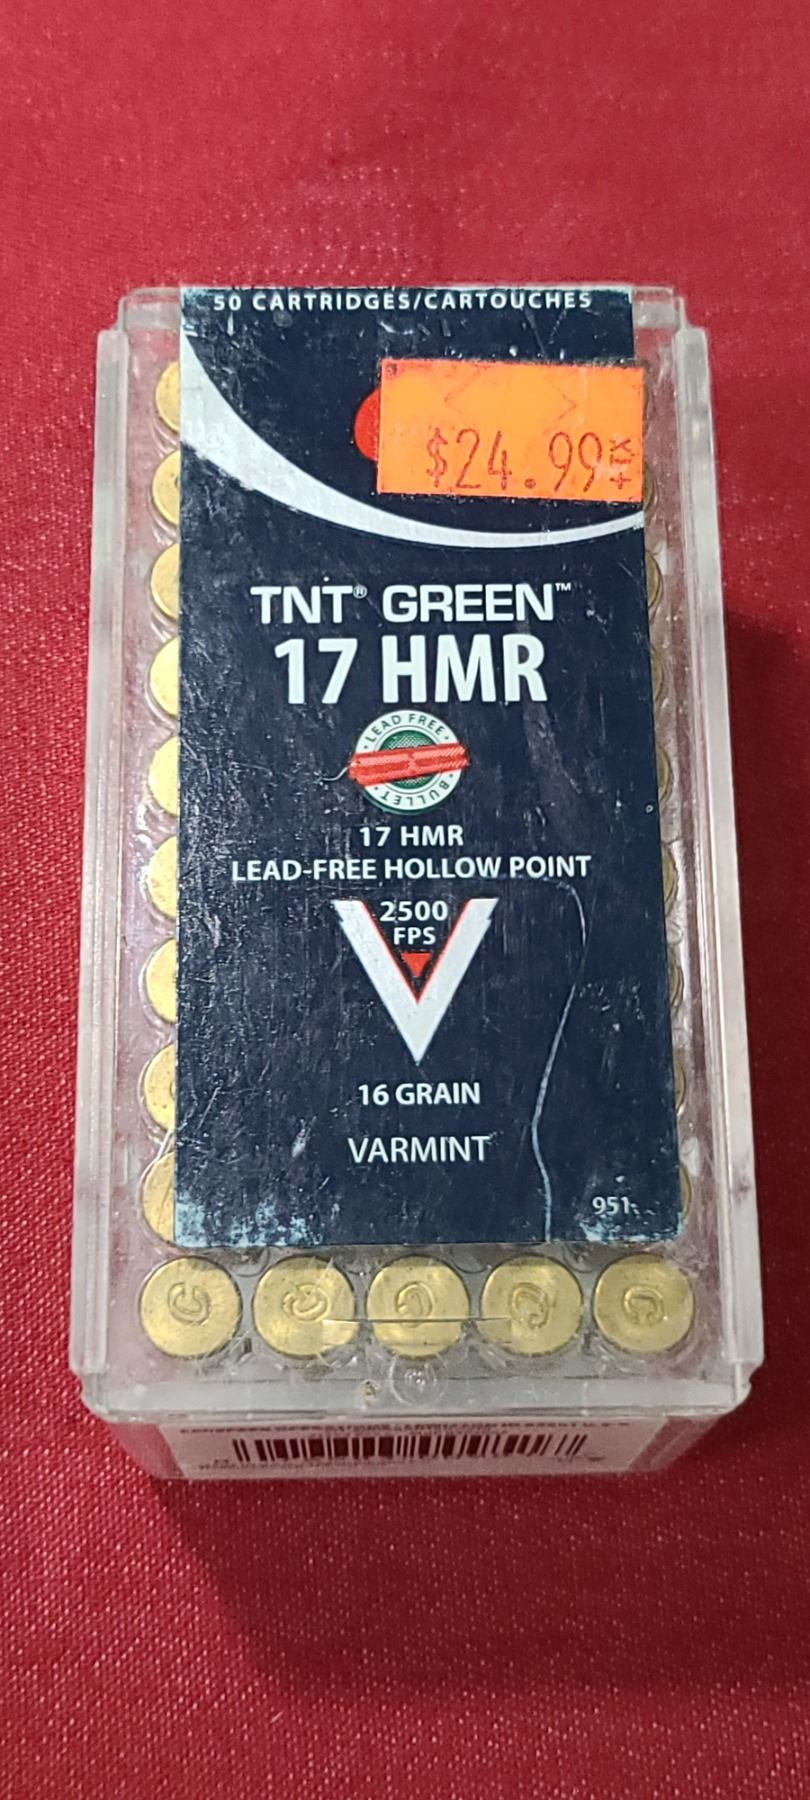 50 CARTRIDGES/CARTOUCHES
$24.99
+TX
TNT® GREEN™
17 HMR
LEAD FREE
BULLET
17 HMR
LEAD-FREE HOLLOW POINT
2500
FPS
16 GRAIN
VARMINT
951
C C C C C